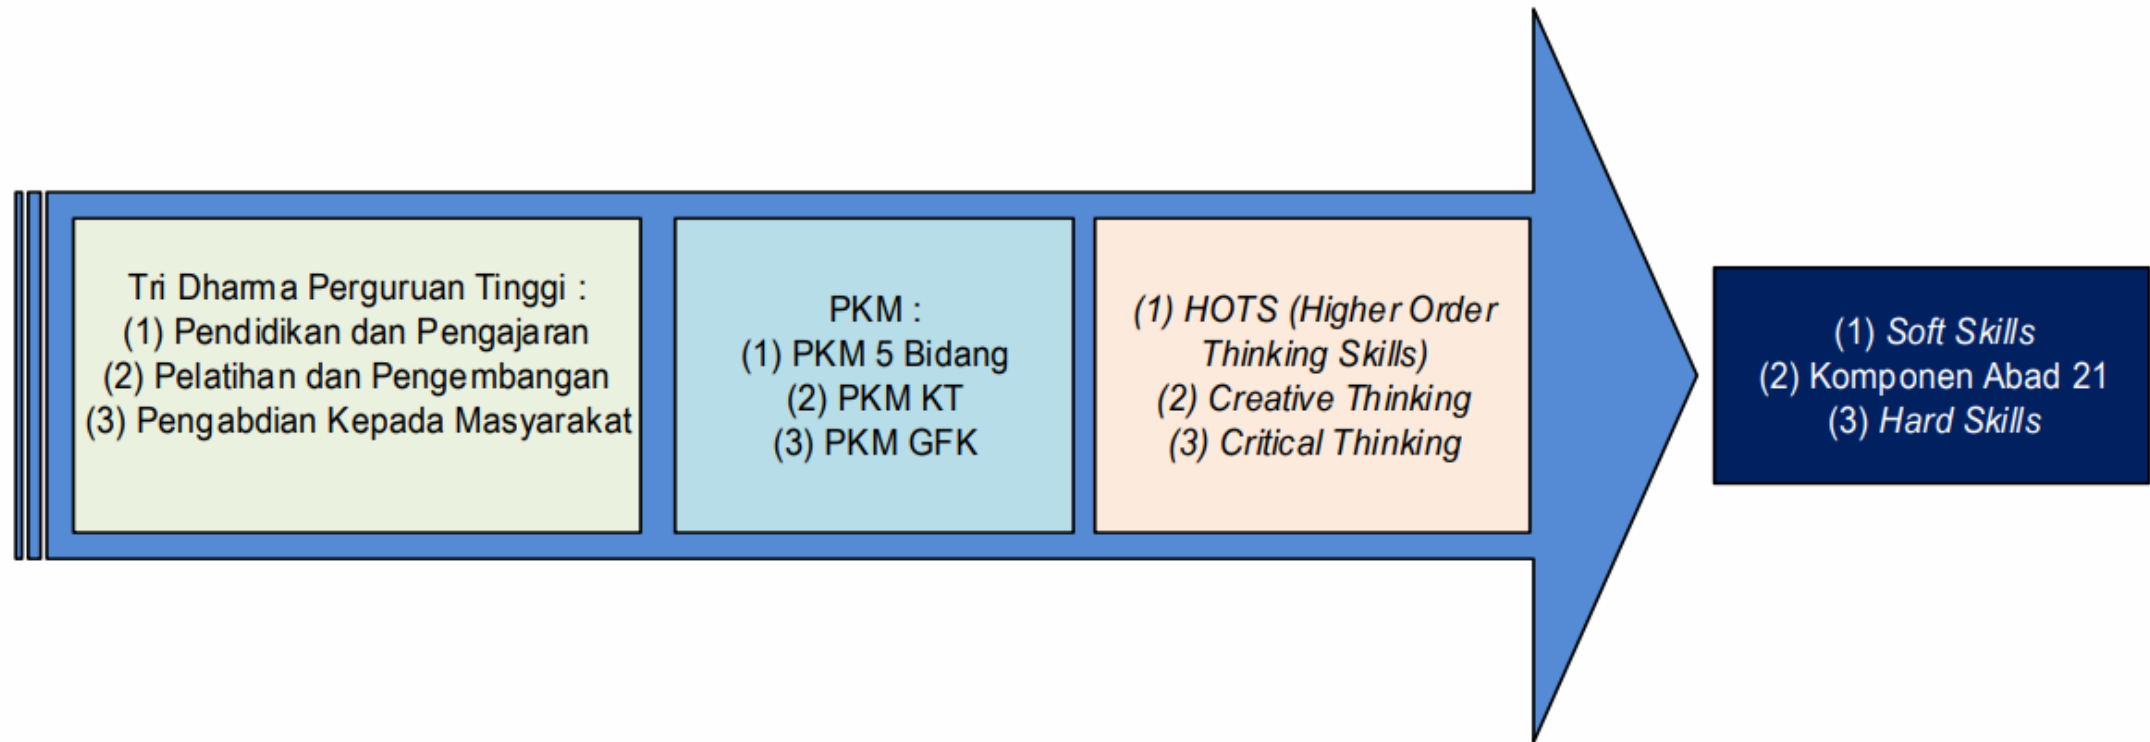 Tri Dharma Perguruan Tinggi :
(1) Pendidikan dan Pengajaran
(2) Pelatihan dan Pengembangan
(3) Pengabdian Kepada Masyarakat
PKM :
(1) PKM 5 Bidang
(2) PKM KT
(3) PKM GFK
(1) HOTS (Higher Order
Thinking Skills)
(2) Creative Thinking
(3) Critical Thinking
(1) Soft Skills
(2) Komponen Abad 21
(3) Hard Skills